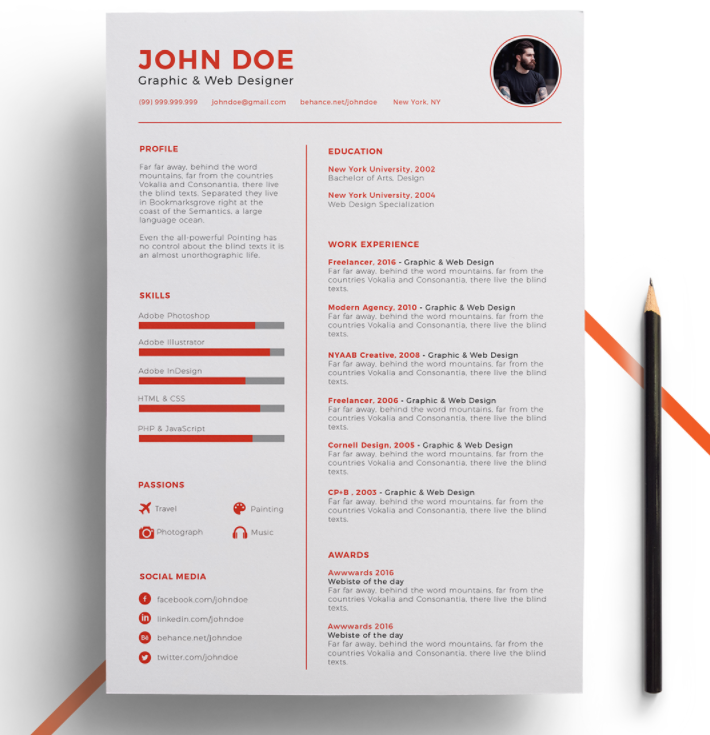 JOHN DOE
Graphic & Web Designer
(99) 999.999.999 johndoe@gmail.com behance.net/johndoe New York, NY
PROFILE
Far far away, behind the word
mountains, far from the countries
Vokalia and Consonantia, there live
the blind texts. Separated they live
in Bookmarksgrove right at the
coast of the Semantics, a large
language ocean.
Even the all-powerful Pointing has
no control about the blind texts it is
an almost unorthographic life.
SKILLS
Adobe Photoshop
Adobe Illustrator
Adobe InDesign
HTML & CSS
PHP & JavaScript
PASSIONS
Travel
Painting
Photograph
Music
SOCIAL MEDIA
facebook.com/johndoe
linkedin.com/johndoe
behance.net/johndoe
twitter.com/johndoe
EDUCATION
New York University, 2002
Bachelor of Arts, Design
New York University, 2004
Web Design Specialization
WORK EXPERIENCE
Freelancer, 2016 - Graphic & Web Design
Far far away, behind the word mountains, far from the
countries Vokalia and Consonantia, there live the blind
texts.
Modern Agency, 2010 - Graphic & Web Design
Far far away, behind the word mountains, far from the
countries Vokalia and Consonantia, there live the blind
texts.
NYAAB Creative, 2008 - Graphic & Web Design
Far far away, behind the word mountains, far from the
countries Vokalia and Consonantia, there live the blind
texts.
Freelancer, 2006 - Graphic & Web Design
Far far away, behind the word mountains, far from the
countries Vokalia and Consonantia, there live the blind
texts.
Cornell Design, 2005 - Graphic & Web Design
Far far away, behind the word mountains, far from the
countries Vokalia and Consonantia, there live the blind
texts.
CP+B , 2003 - Graphic & Web Design
Far far away, behind the word mountains, far from the
countries Vokalia and Consonantia, there live the blind
texts.
AWARDS
Awwwards 2016
Webiste of the day
Far far away, behind the word mountains, far from the
countries Vokalia and Consonantia, there live the blind
texts.
Awwwards 2016
Webiste of the day
Far far away, behind the word mountains, far from the
countries Vokalia and Consonantia, there live the blind
texts.